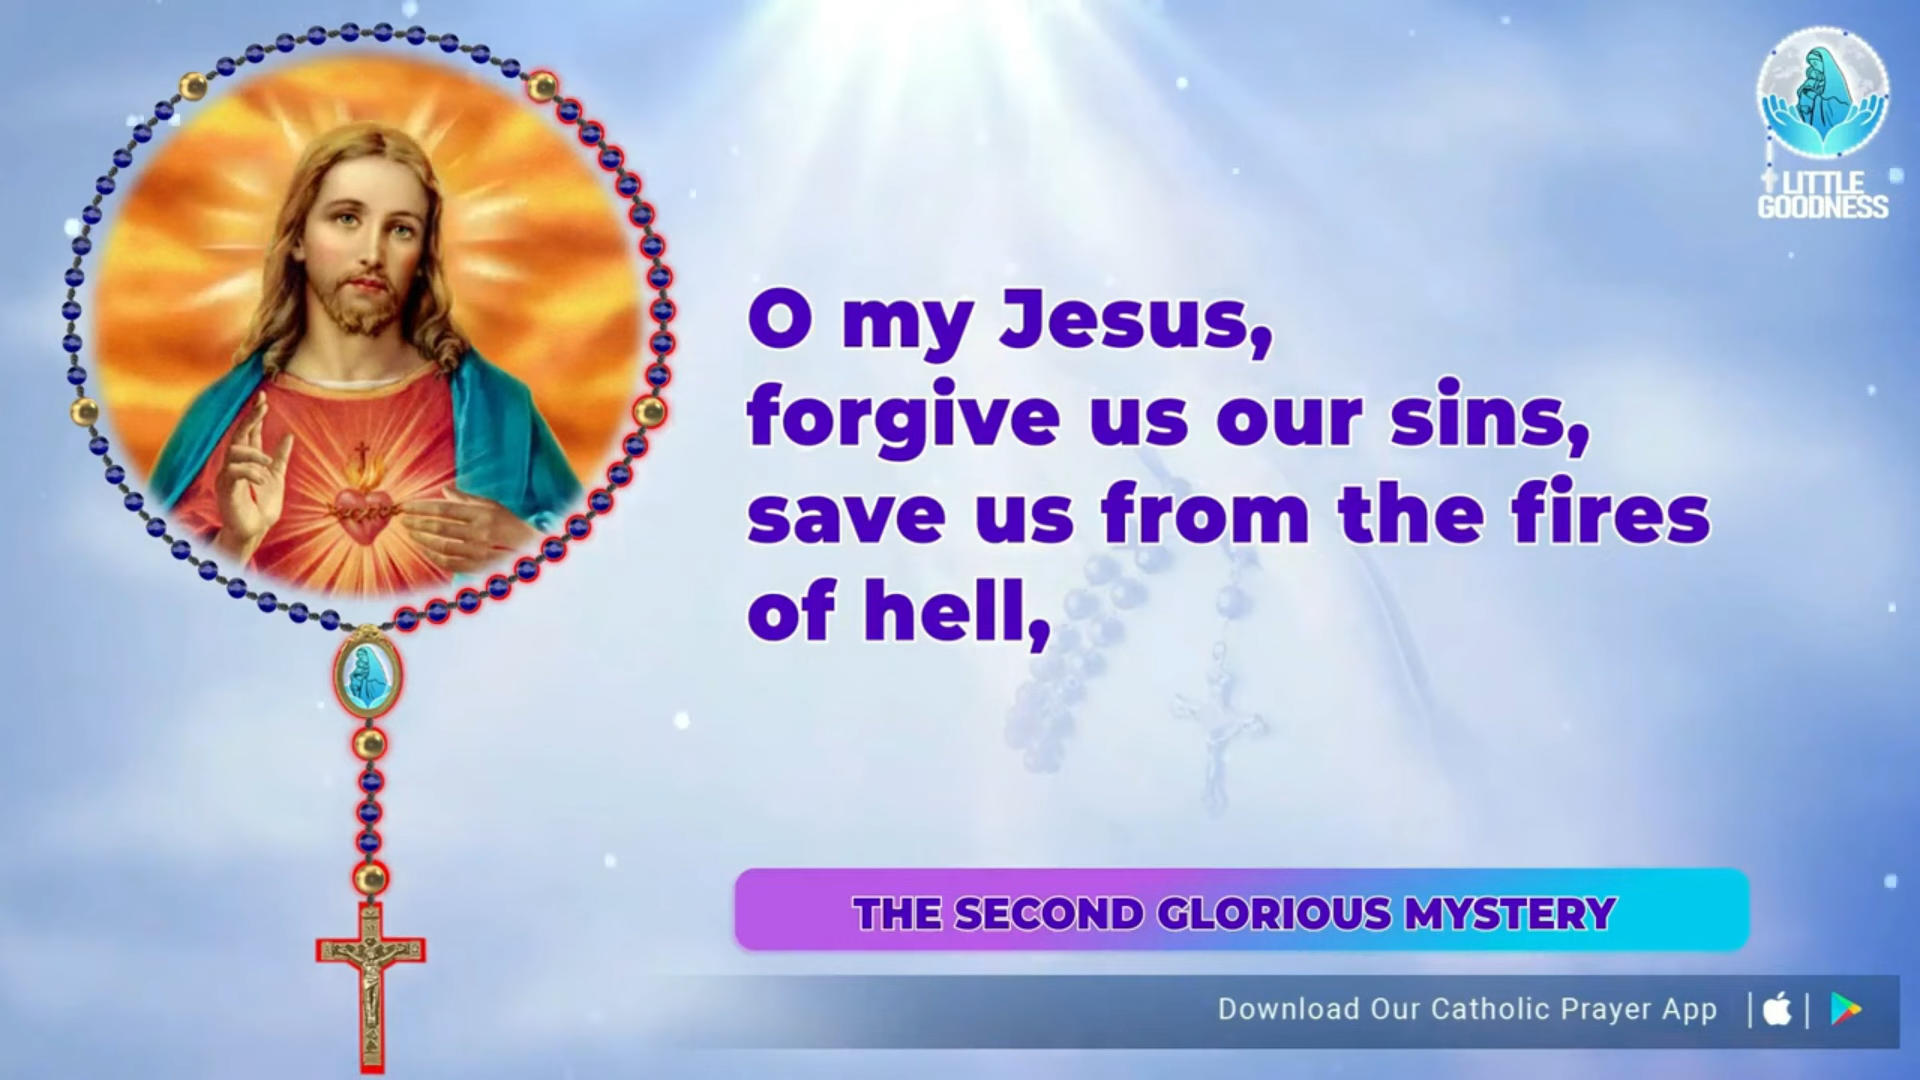 LITTLE
GOODNESS
O my Jesus,
forgive us our sins,
save us from the fires
of hell,
THE SECOND GLORIOUS MYSTERY
Download Our Catholic Prayer App